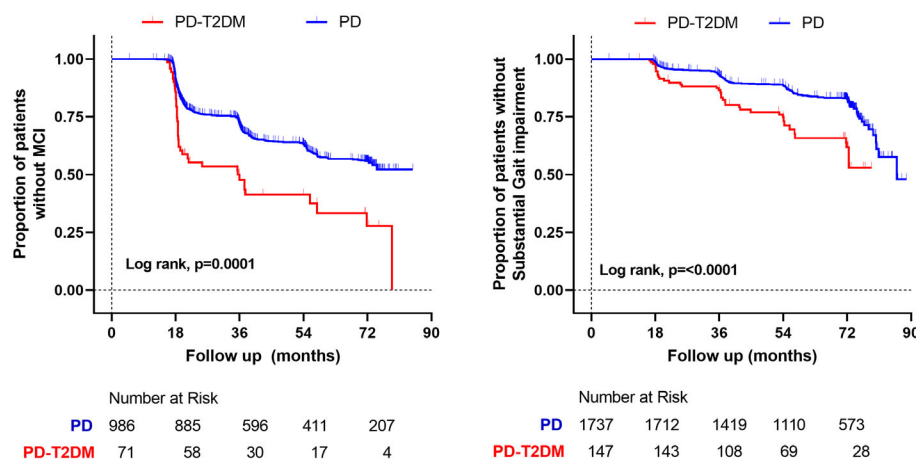 PD-T2DM PD
Proportion of patients
without MCI
1.00
0.75
0.50
0.25
0.00
Log rank, p=0.0001
0 18 36 54 72 90
Follow up (months)
Number at Risk
PD 986 885 596 411 207
PD-T2DM 71 58 30 17 4
PD-T2DM PD
Proportion of patients without
Substantial Gait impairment
1.00
0.75
0.50
0.25
0.00
Log rank, p=<0.0001
0 18 36 54 72 90
Follow up (months)
Number at Risk
PD 1737 1712 1419 1110 573
PD-T2DM 147 143 108 69 28